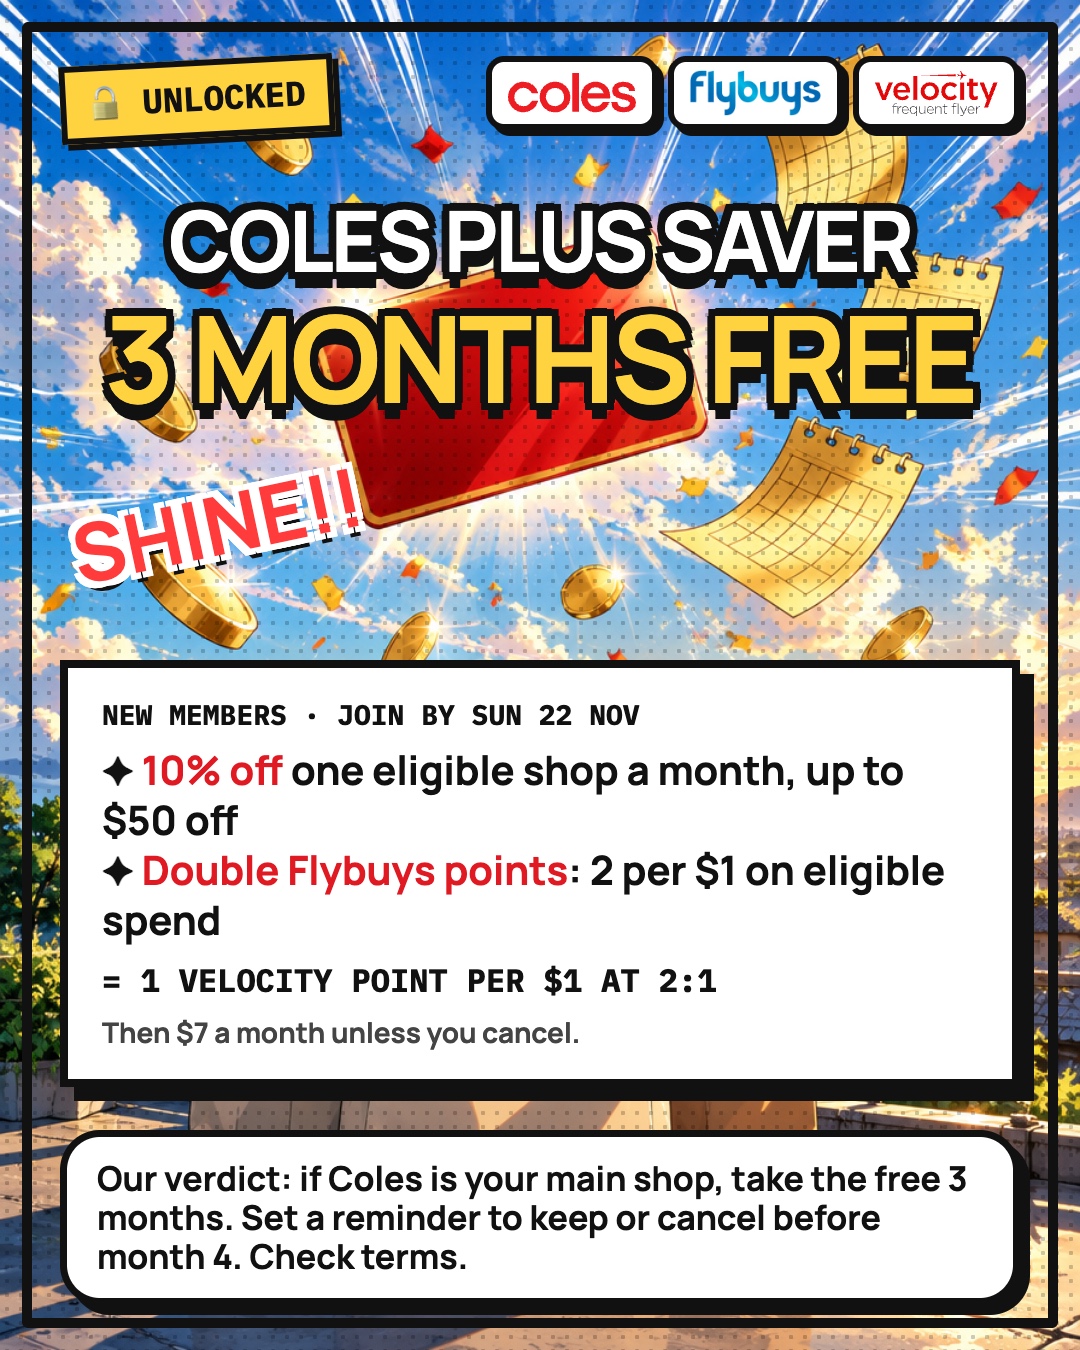 UNLOCKED
coles
flybuys
velocity
frequent flyer
COLES PLUS SAVER
3 MONTHS FREE
SHINE!!
NEW MEMBERS · JOIN BY SUN 22 NOV
✦ 10% off one eligible shop a month, up to
$50 off
✦ Double Flybuys points: 2 per $1 on eligible
spend
= 1 VELOCITY POINT PER $1 AT 2:1
Then $7 a month unless you cancel.
Our verdict: if Coles is your main shop, take the free 3
months. Set a reminder to keep or cancel before
month 4. Check terms.